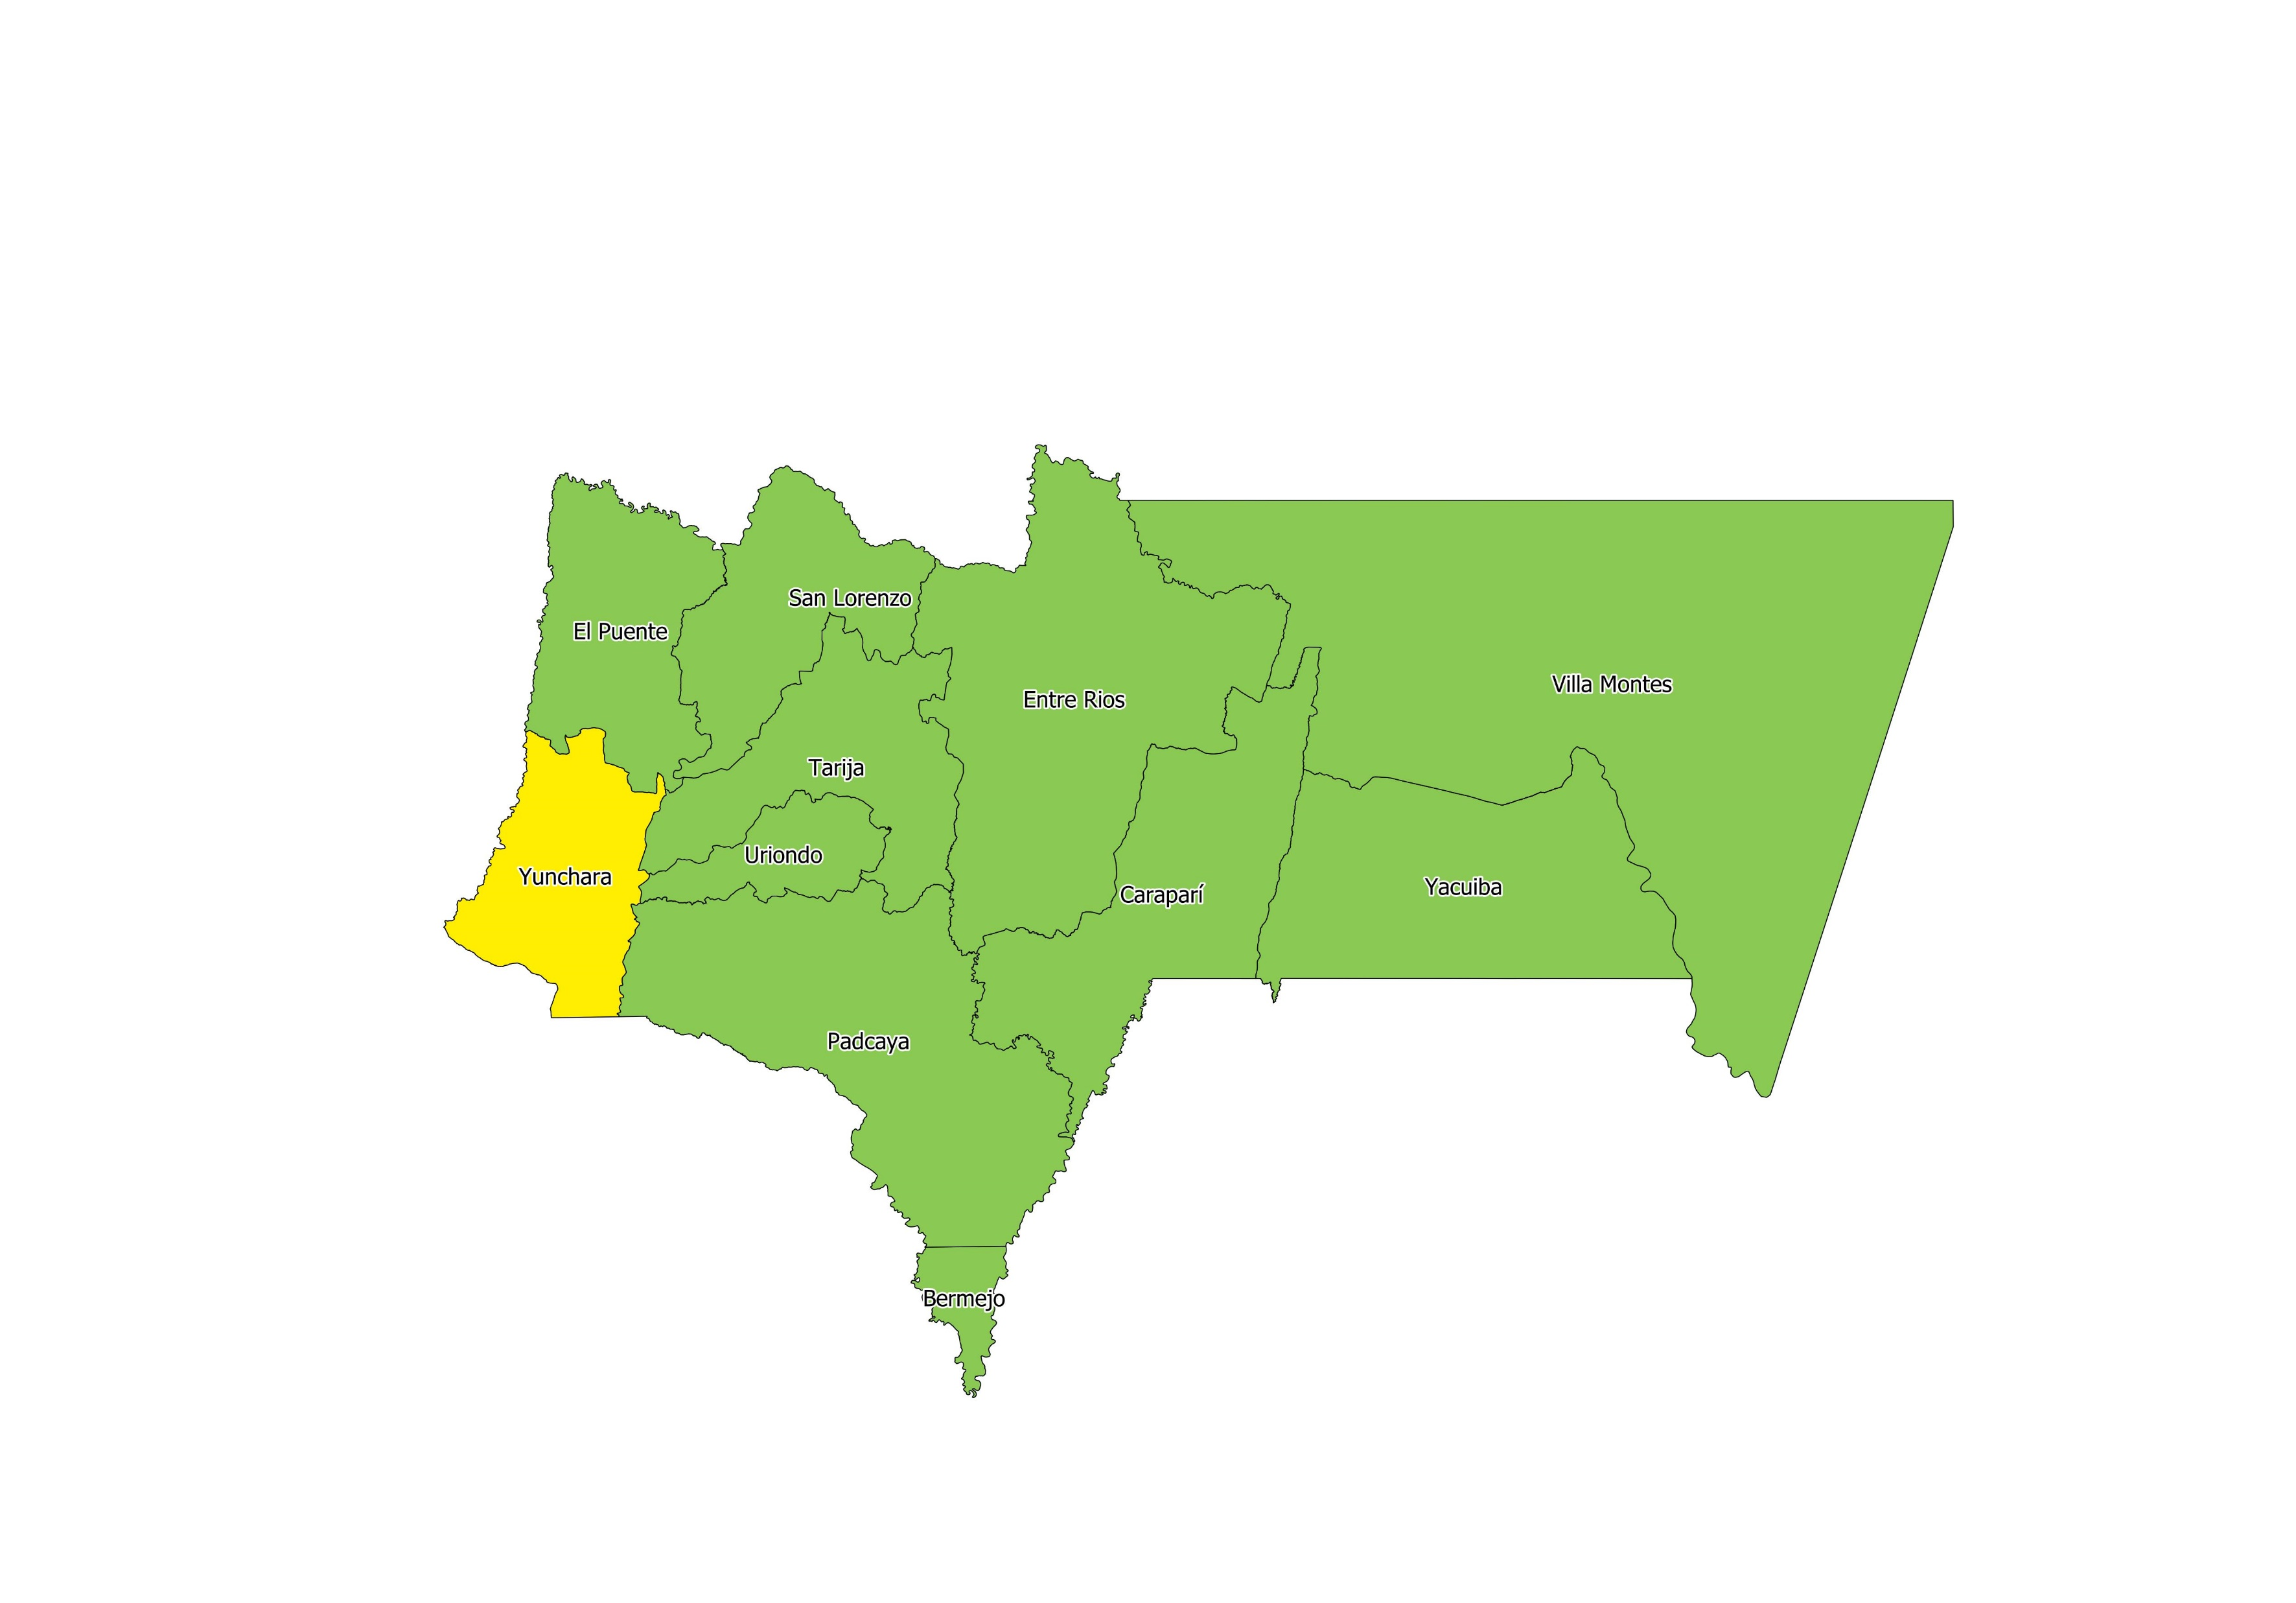 San Lorenzo
El Puente
Villa Montes
Entre Rios
Tarija
Uriondo
Yunchara
Yacuiba
Caraparí
Padcaya
Bermejo